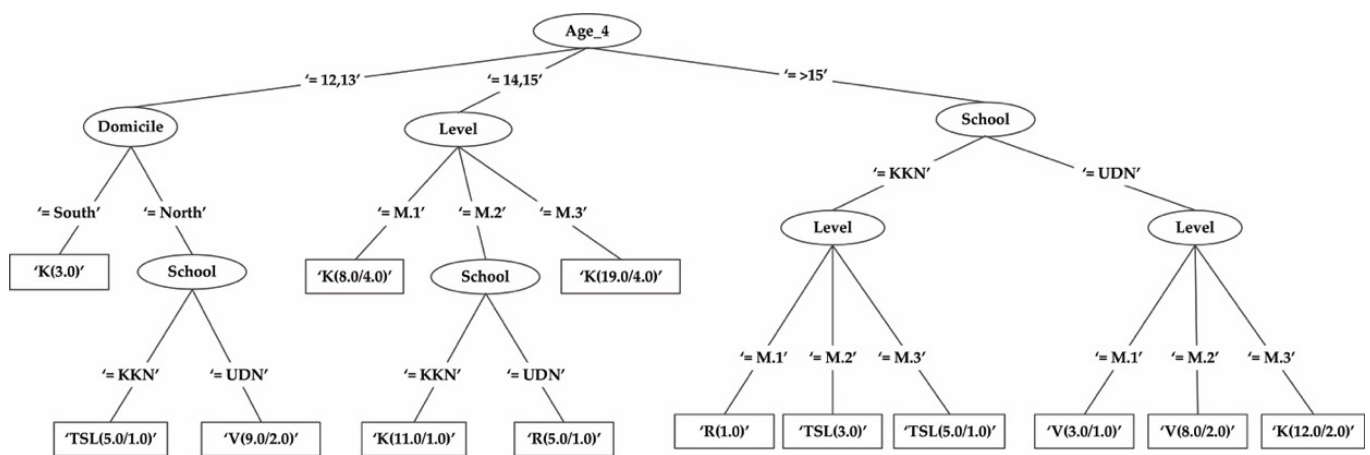 Age_4
‘= 12,13’ ‘= 14,15’ ‘= >15’
Domicile Level School
‘= KKN’ ‘= UDN’
‘= South’ ‘= North’ ‘= M.1’ ‘= M.2’ ‘= M.3’
Level Level
‘K(3.0)’ School ‘K(8.0/4.0)’ School ‘K(19.0/4.0)’
‘= M.1’ ‘= M.2’ ‘= M.3’ ‘= M.1’ ‘= M.2’ ‘= M.3’
‘= KKN’ ‘= UDN’ ‘= KKN’ ‘= UDN’
‘TSL(5.0/1.0)’ ‘V(9.0/2.0)’ ‘K(11.0/1.0)’ ‘R(5.0/1.0)’ ‘R(1.0)’ ‘TSL(3.0)’ ‘TSL(5.0/1.0)’ ‘V(3.0/1.0)’ ‘V(8.0/2.0)’ ‘K(12.0/2.0)’